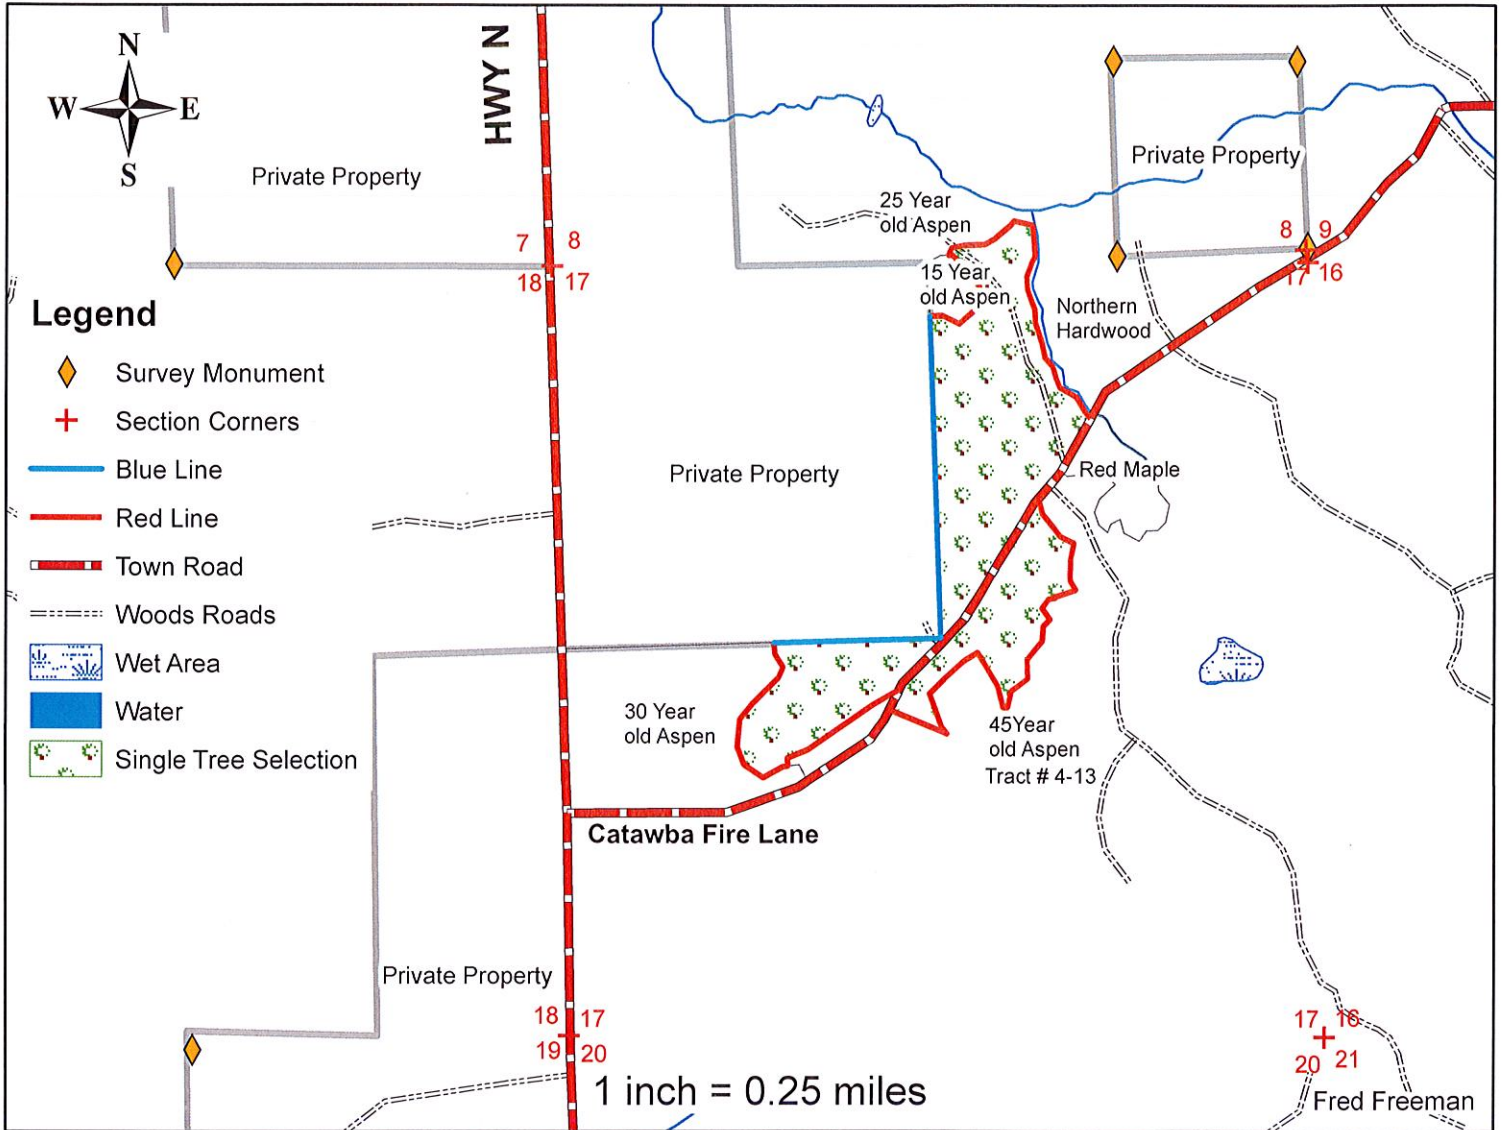 N
W E
S
HWY N
Private Property
25 Year
old Aspen
Private Property
7 8
18 17
8 9
17 16
15 Year
old Aspen
Northern
Hardwood
Legend
Survey Monument
Section Corners
Blue Line
Red Line
Town Road
Woods Roads
Wet Area
Water
Single Tree Selection
Private Property
Red Maple
30 Year
old Aspen
45Year
old Aspen
Tract # 4-13
Catawba Fire Lane
Private Property
18 17
19 20
17 16
20 21
1 inch = 0.25 miles
Fred Freeman